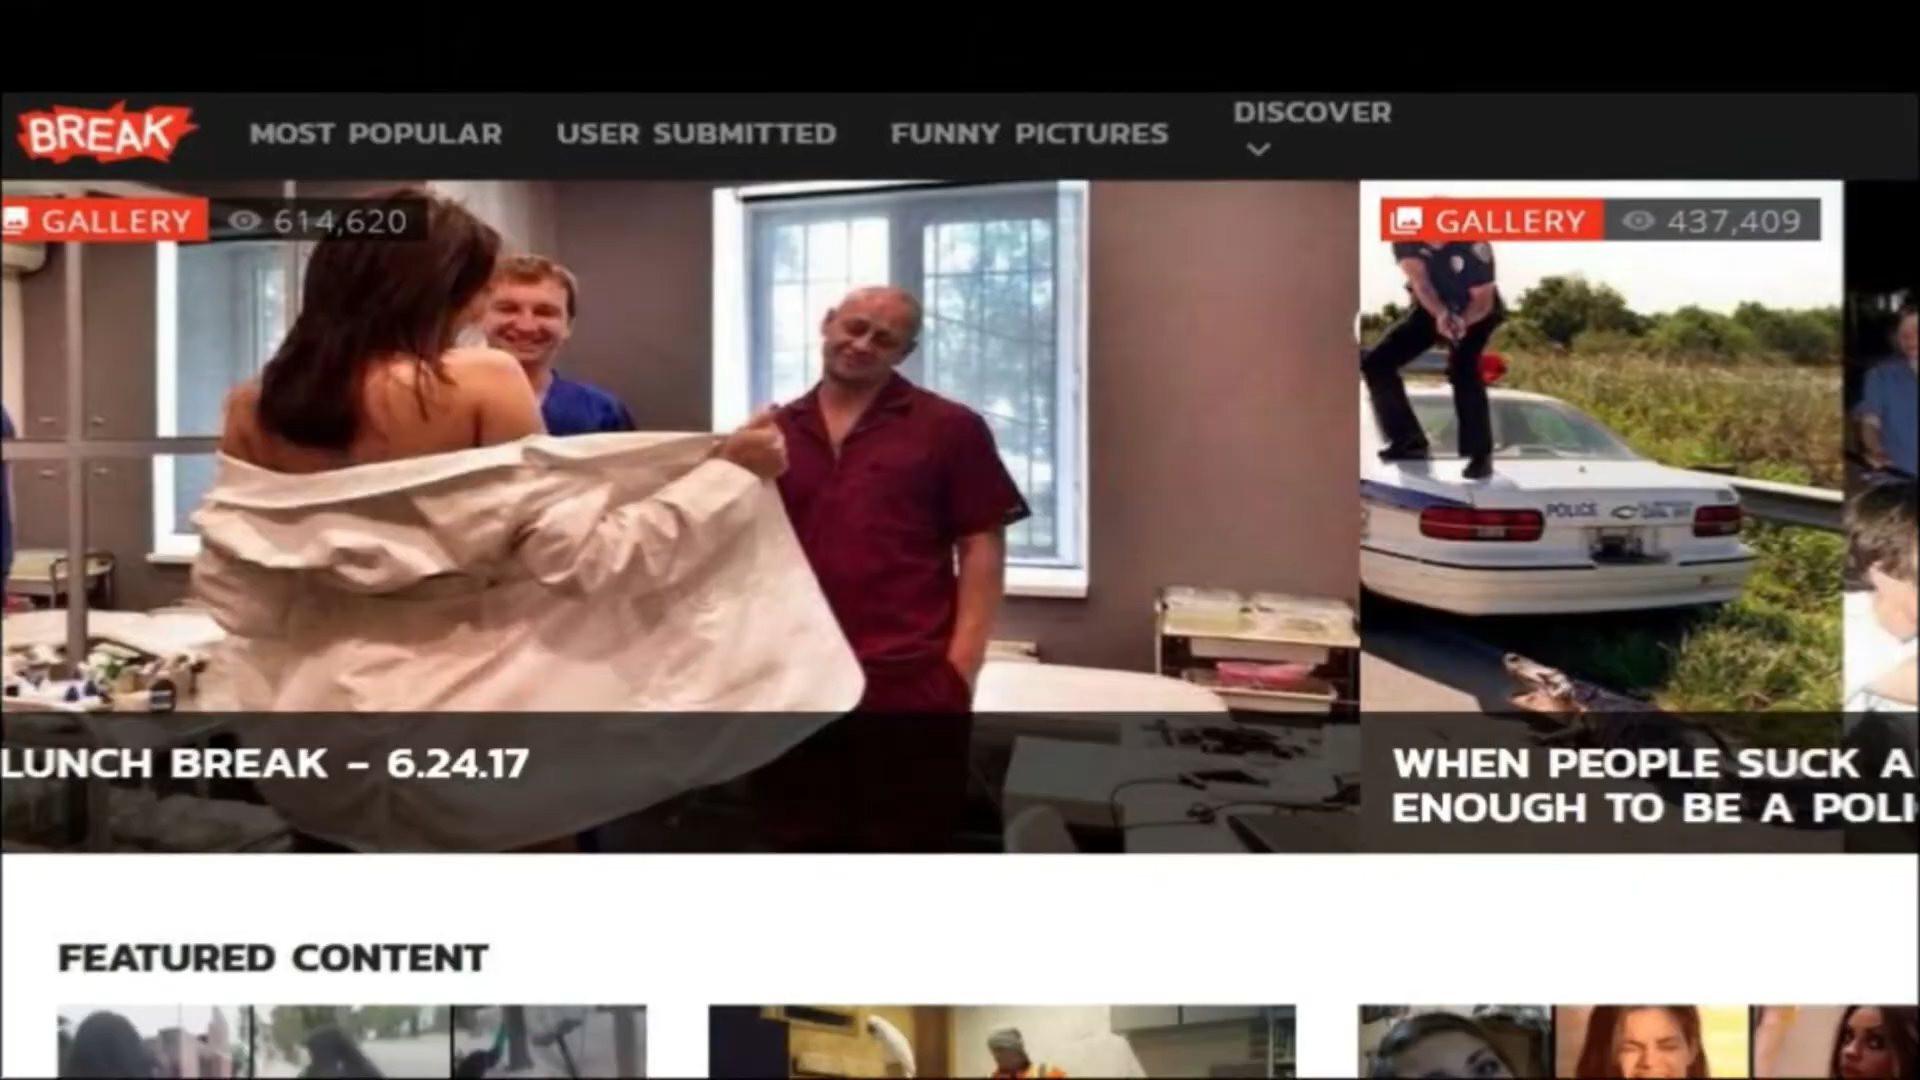 BREAK
MOST POPULAR
USER SUBMITTED
FUNNY PICTURES
DISCOVER
GALLERY
614,620
GALLERY
437,409
POLICE
LUNCH BREAK – 6.24.17
WHEN PEOPLE SUCK A
ENOUGH TO BE A POLI
FEATURED CONTENT